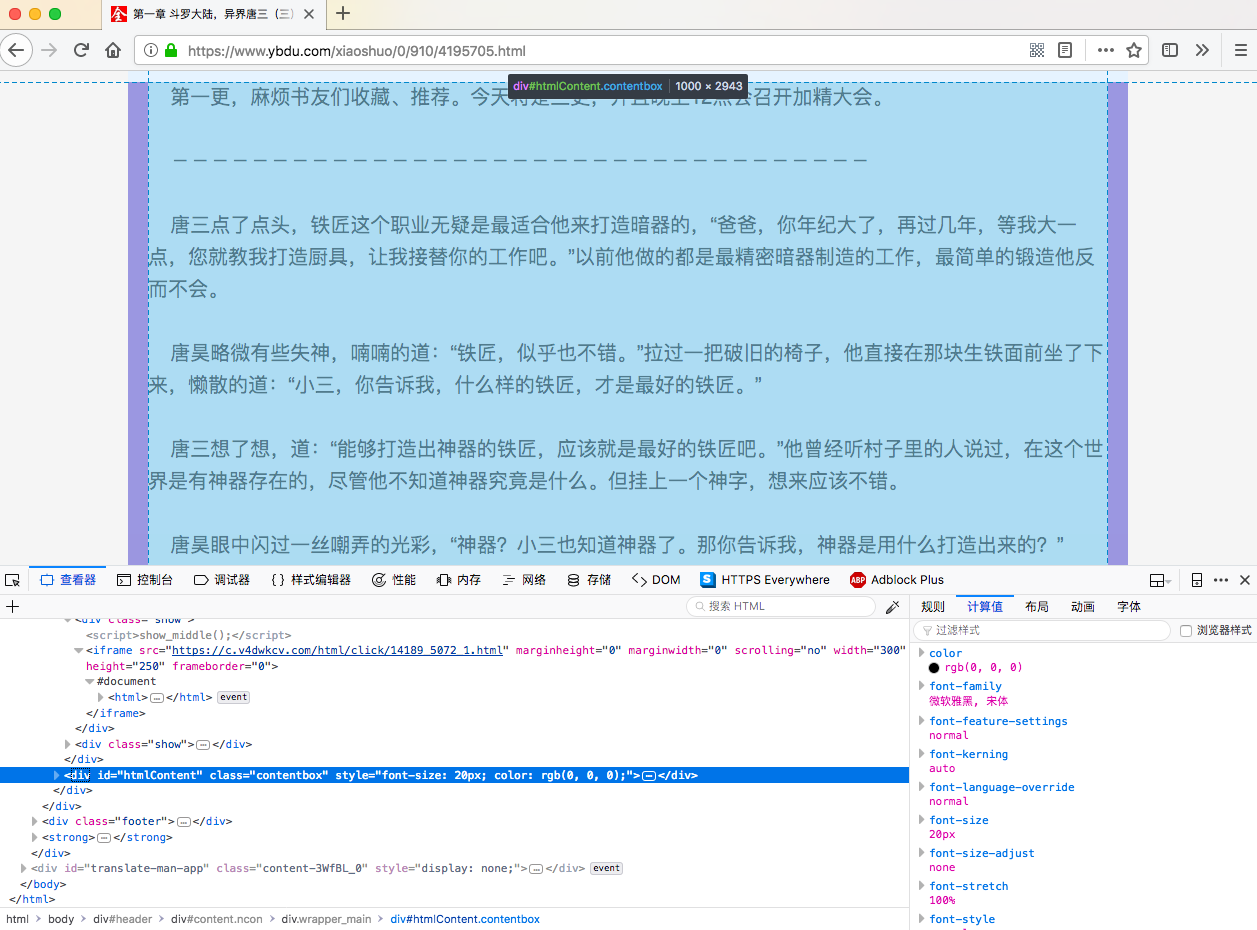 第一章 斗罗大陆，异界唐三（三）
https://www.ybdu.com/xiaoshuo/0/910/4195705.html
div#htmlContent.contentbox 1000 × 2943
第一更，麻烦书友们收藏、推荐。今天将是三更，并且晚上12点会召开加精大会。
－－－－－－－－－－－－－－－－－－－－－－－－－－－－－－－－－－－
唐三点了点头，铁匠这个职业无疑是最适合他来打造暗器的，“爸爸，你年纪大了，再过几年，等我大一
点，您就教我打造厨具，让我接替你的工作吧。”以前他做的都是最精密暗器制造的工作，最简单的锻造他反
而不会。
唐昊略微有些失神，喃喃的道：“铁匠，似乎也不错。”拉过一把破旧的椅子，他直接在那块生铁面前坐了下
来，懒散的道：“小三，你告诉我，什么样的铁匠，才是最好的铁匠。”
唐三想了想，道：“能够打造出神器的铁匠，应该就是最好的铁匠吧。”他曾经听村子里的人说过，在这个世
界是有神器存在的，尽管他不知道神器究竟是什么。但挂上一个神字，想来应该不错。
唐昊眼中闪过一丝嘲弄的光彩，“神器？小三也知道神器了。那你告诉我，神器是用什么打造出来的？”
查看器 控制台 调试器 {} 样式编辑器 性能 内存 网络 存储 DOM S HTTPS Everywhere ABP Adblock Plus
搜索 HTML
规则 计算值 布局 动画 字体
过滤样式 浏览器样式
<div class="show">
<script>show_middle();</script>
<iframe src="https://c.v4dwkcv.com/html/click/14189_5072_1.html" marginheight="0" marginwidth="0" scrolling="no" width="300"
height="250" frameborder="0">
#document
<html>…</html> event
</iframe>
</div>
<div class="show">…</div>
</div>
<div id="htmlContent" class="contentbox" style="font-size: 20px; color: rgb(0, 0, 0);">…</div>
</div>
</div>
<div class="footer">…</div>
<strong>…</strong>
</div>
<div id="translate-man-app" class="content-3WfBL_0" style="display: none;">…</div> event
</body>
</html>
html > body > div#header > div#content.ncon > div.wrapper_main > div#htmlContent.contentbox
color
rgb(0, 0, 0)
font-family
微软雅黑, 宋体
font-feature-settings
normal
font-kerning
auto
font-language-override
normal
font-size
20px
font-size-adjust
none
font-stretch
100%
font-style